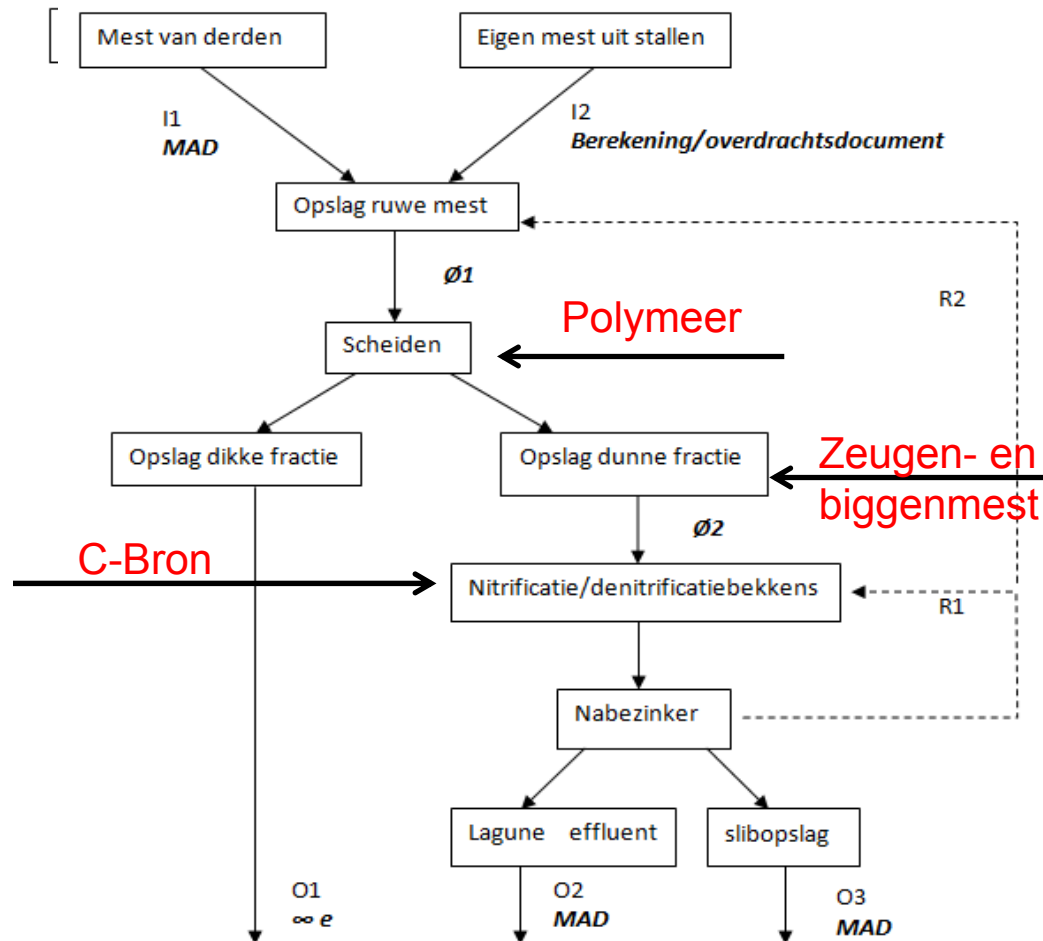 Mest van derden
Eigen mest uit stallen
I1
MAD
I2
Berekening/overdrachtsdocument
Opslag ruwe mest
Ø1
R2
Polymeer
Scheiden
Opslag dikke fractie
Opslag dunne fractie
Zeugen- en
biggenmest
Ø2
C-Bron
Nitrificatie/denitrificatiebekkens
R1
Nabezinker
Lagune effluent
slibopslag
O1
∞ e
O2
MAD
O3
MAD